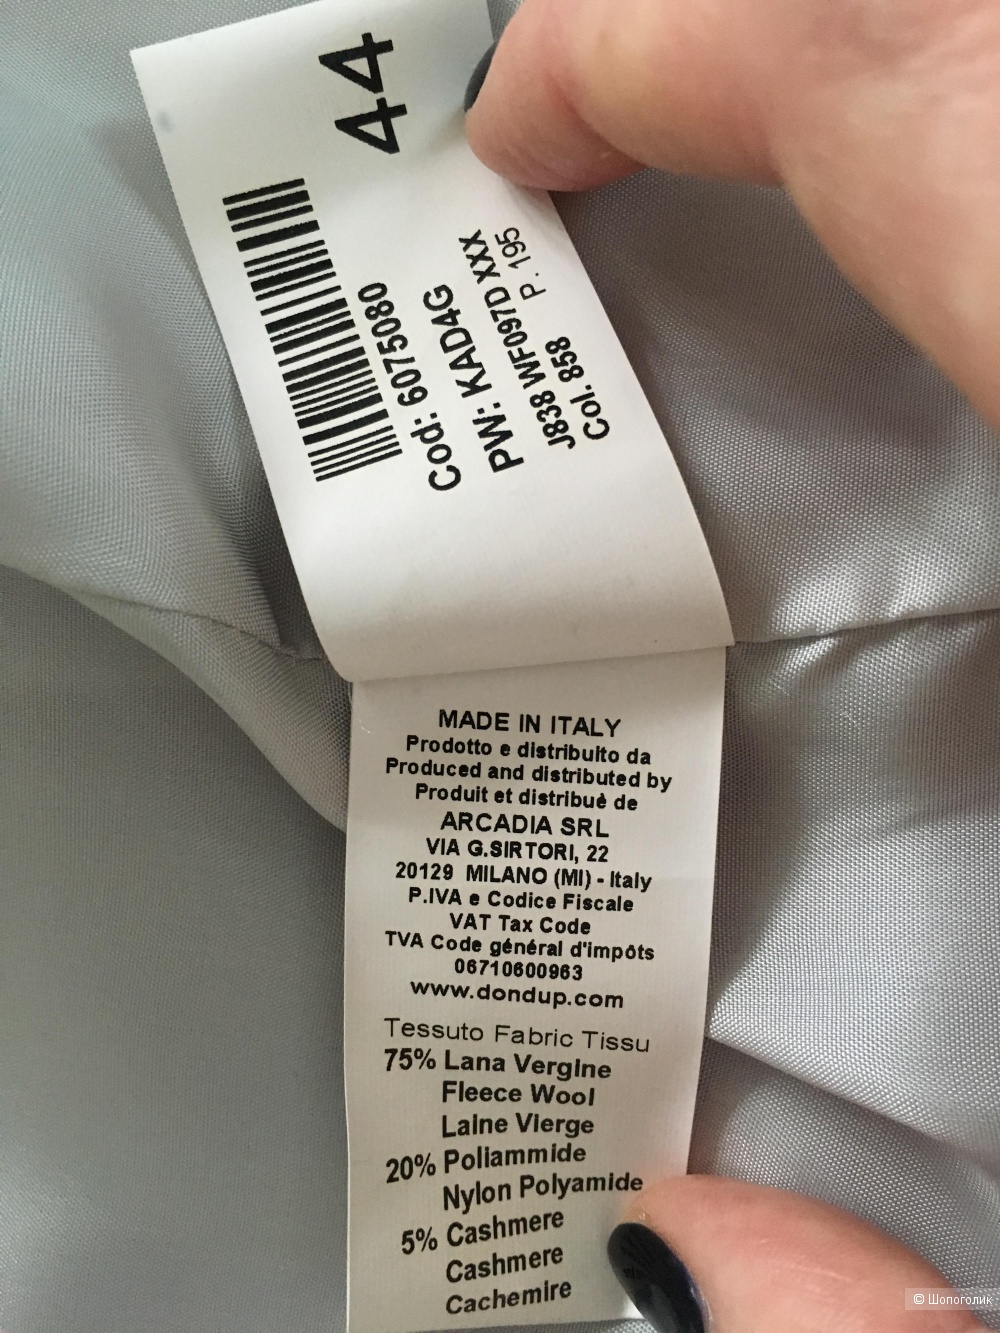 44
Cod: 6075080
PW: KAD4G
J838 WF097D XXX
Col. 858 P. 195
MADE IN ITALY
Prodotto e distribuito da
Produced and distributed by
Produit et distribuè de
ARCADIA SRL
VIA G.SIRTORI, 22
20129 MILANO (MI) - Italy
P.IVA e Codice Fiscale
VAT Tax Code
TVA Code général d'impôts
06710600963
www.dondup.com
Tessuto Fabric Tissu
75% Lana Vergine
Fleece Wool
Laine Vierge
20% Poliammide
Nylon Polyamide
5% Cashmere
Cashmere
Cachemire
© Шопоголик